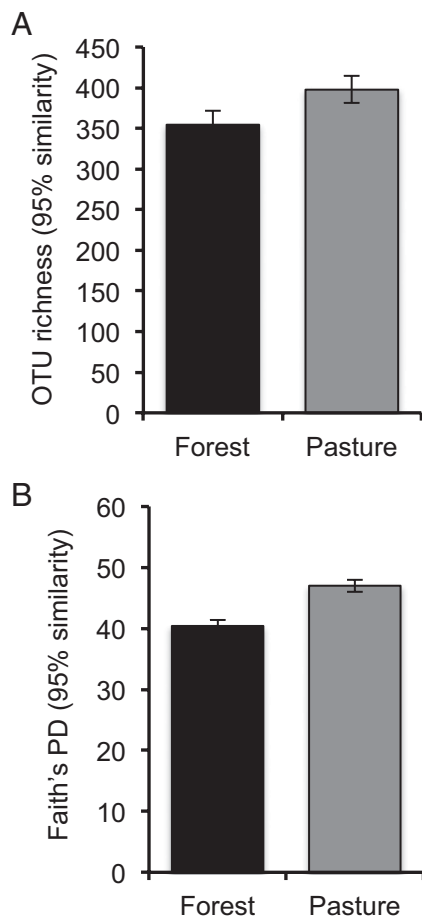 A
OTU richness (95% similarity)
450
400
350
300
250
200
150
100
50
0
Forest Pasture
B
Faith's PD (95% similarity)
60
50
40
30
20
10
0
Forest Pasture